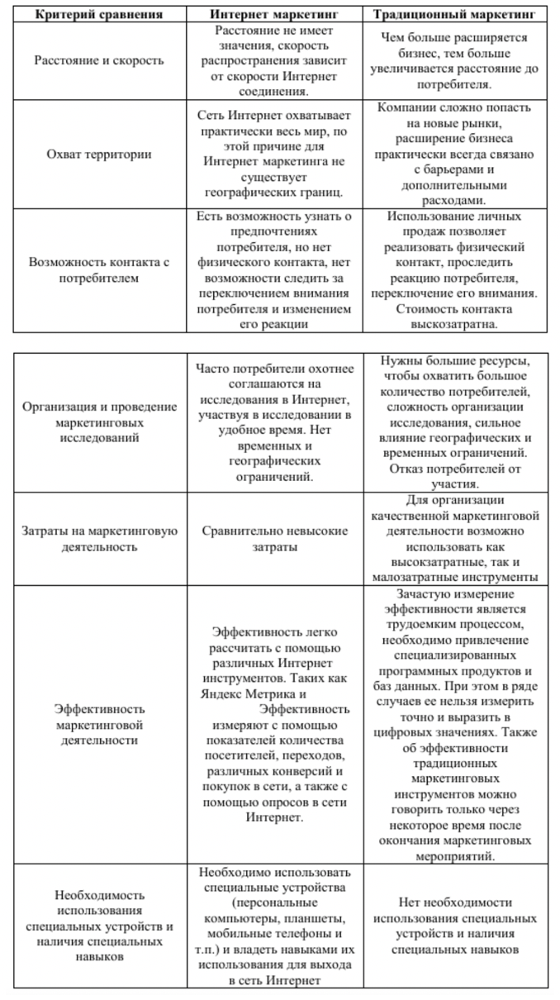 Критерий сравнения
Интернет маркетинг
Традиционный маркетинг
Расстояние и скорость
Расстояние не имеет
значения, скорость
распространения зависит
от скорости Интернет
соединения.
Чем больше расширяется
бизнес, тем больше
увеличивается расстояние до
потребителя.
Охват территории
Сеть Интернет охватывает
практически весь мир, по
этой причине для
Интернет маркетинга не
существует
географических границ.
Компании сложно попасть
на новые рынки,
расширение бизнеса
практически всегда связано
с барьерами и
дополнительными
расходами.
Возможность контакта с
потребителем
Есть возможность узнать о
предпочтениях
потребителя, но нет
физического контакта, нет
возможности следить за
переключением внимания
потребителя и изменением
его реакции
Использование личных
продаж позволяет
реализовать физический
контакт, проследить
реакцию потребителя,
переключение его внимания.
Стоимость контакта
выскозатратна.
Организация и проведение
маркетинговых
исследований
Часто потребители охотнее
соглашаются на
исследования в Интернет,
участвуя в исследовании в
удобное время. Нет
временных и
географических
ограничений.
Нужны большие ресурсы,
чтобы охватить большое
количество потребителей,
сложность организации
исследования, сильное
влияние географических и
временных ограничений.
Отказ потребителей от
участия.
Затраты на маркетинговую
деятельность
Сравнительно невысокие
затраты
Для организации
качественной маркетинговой
деятельности возможно
использовать как
высокзатратные, так и
малозатратные инструменты
Эффективность
маркетинговой
деятельности
Эффективность легко
рассчитать с помощью
различных Интернет
инструментов. Таких как
Яндекс Метрика и
Эффективность
измеряют с помощью
показателей количества
посетителей, переходов,
различных конверсий и
покупок в сети, а также с
помощью опросов в сети
Интернет.
Зачастую измерение
эффективности является
трудоемким процессом,
необходимо привлечение
специализированных
программных продуктов и
баз данных. При этом в ряде
случаев ее нельзя измерить
точно и выразить в
цифровых значениях. Также
об эффективности
традиционных
маркетинговых
инструментов можно
говорить только через
некоторое время после
окончания маркетинговых
мероприятий.
Необходимость
использования
специальных устройств и
наличия специальных
навыков
Необходимо использовать
специальные устройства
(персональные
компьютеры, планшеты,
мобильные телефоны и
т.п.) и владеть навыками их
использования для выхода
в сеть Интернет
Нет необходимости
использования специальных
устройств и наличия
специальных навыков